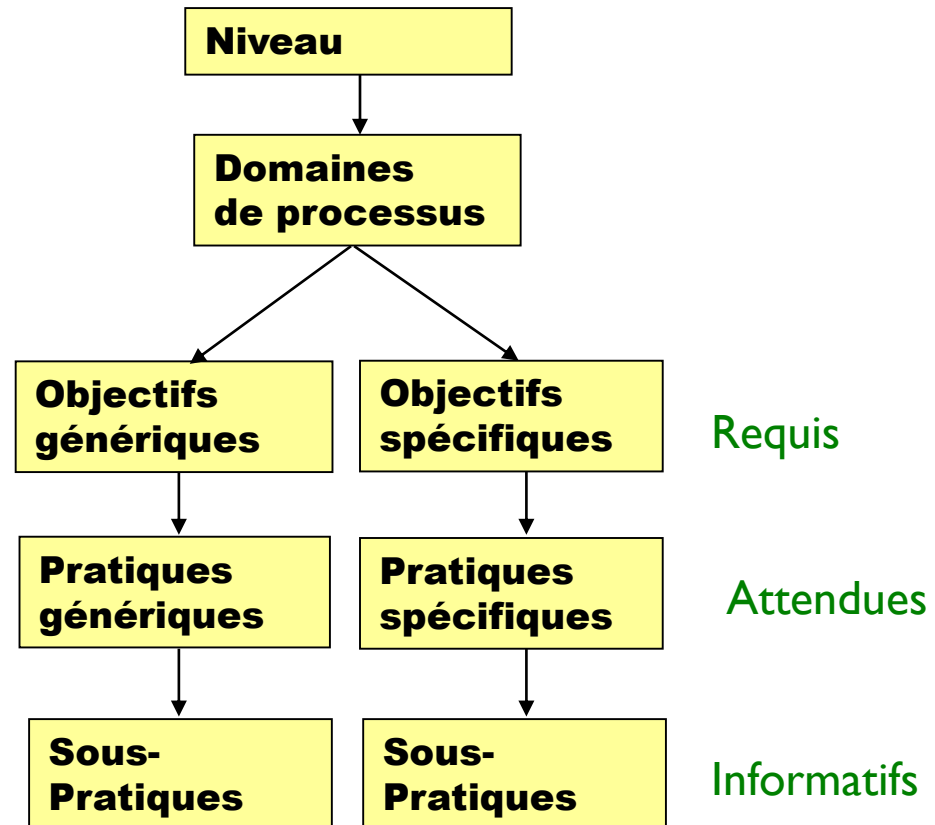 Niveau
Domaines
de processus
Objectifs
génériques
Objectifs
spécifiques
Requis
Pratiques
génériques
Pratiques
spécifiques
Attendues
Sous-
Pratiques
Sous-
Pratiques
Informatifs